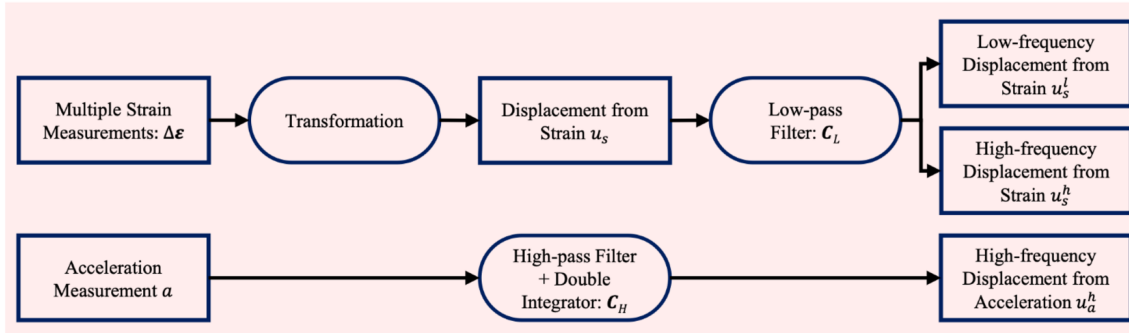 Multiple Strain
Measurements: Δε
Transformation
Displacement from
Strain uₛ
Low-pass
Filter: C_L
Low-frequency
Displacement from
Strain u_s^l
High-frequency
Displacement from
Strain u_s^h
Acceleration
Measurement a
High-pass Filter
+ Double
Integrator: C_H
High-frequency
Displacement from
Acceleration u_a^h